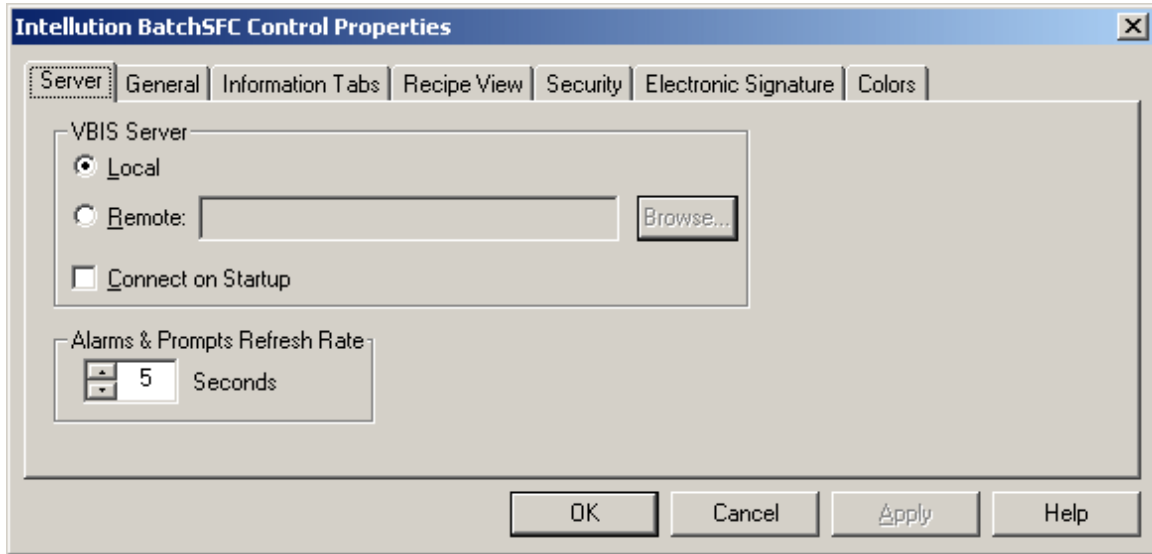 Intellution BatchSFC Control Properties
Server General Information Tabs Recipe View Security Electronic Signature Colors
VBIS Server
Local
Remote: Browse...
Connect on Startup
Alarms & Prompts Refresh Rate
5 Seconds
OK Cancel Apply Help